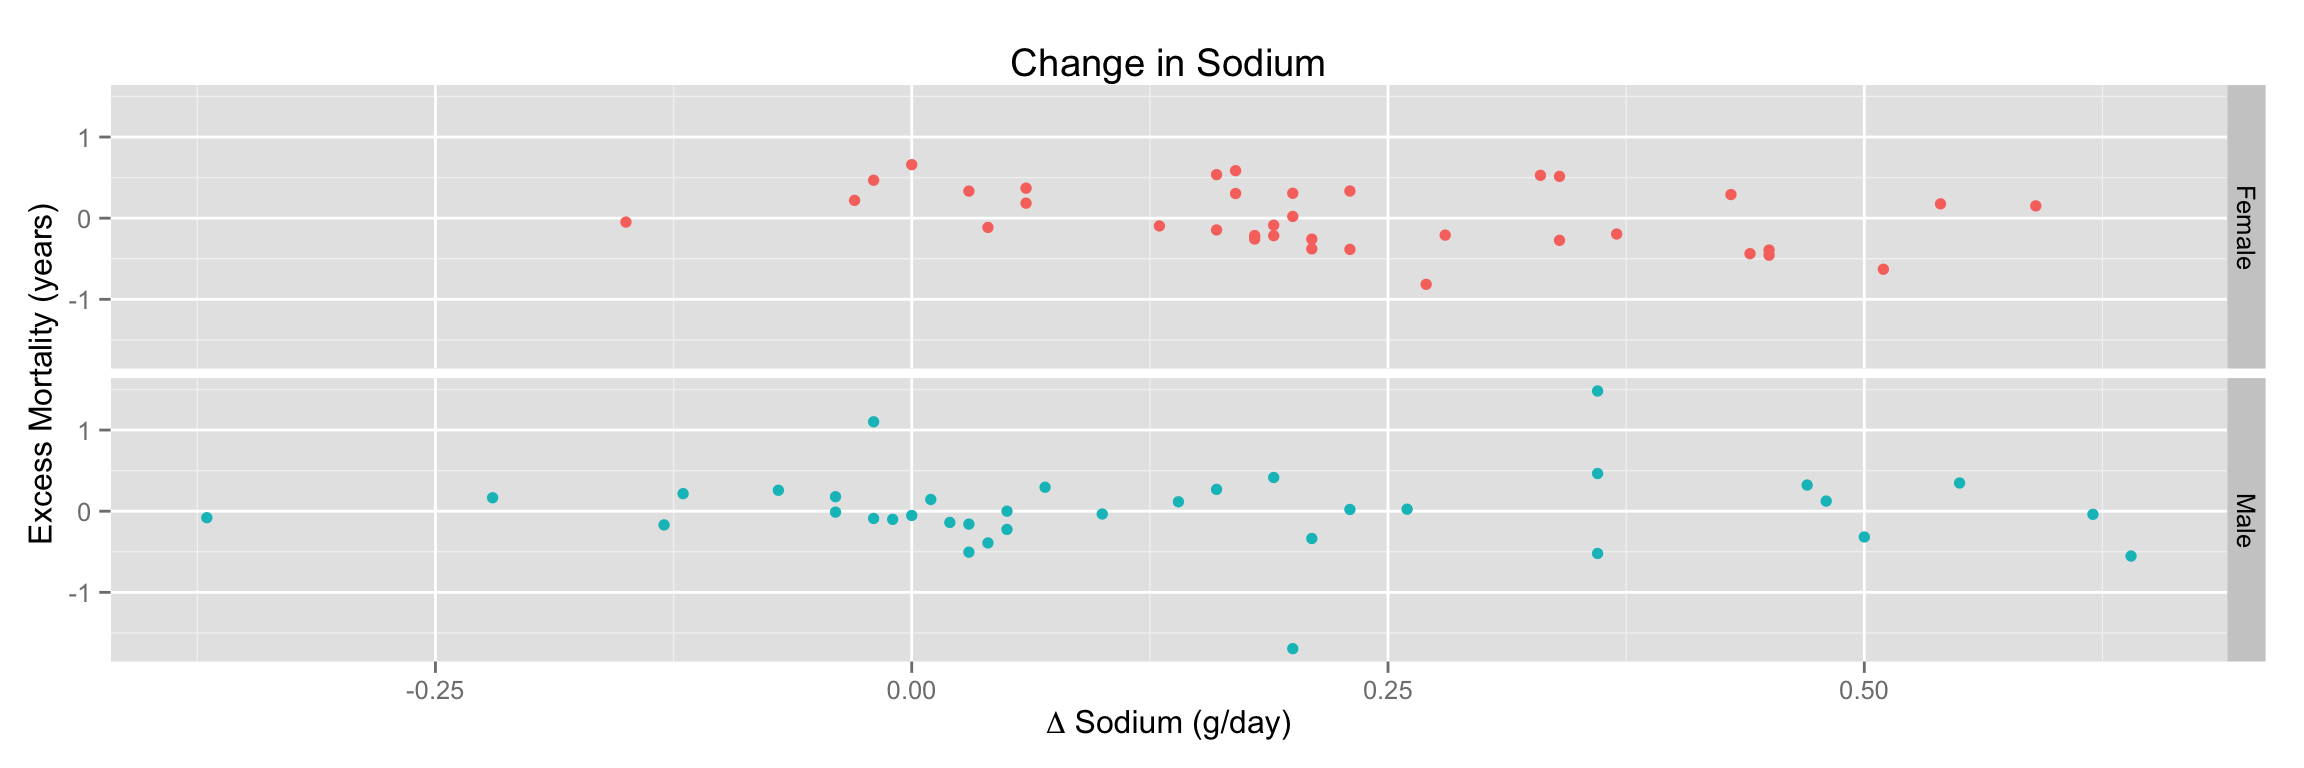 Change in Sodium
Excess Mortality (years)
1
0
-1
Female
1
0
-1
Male
-0.25
0.00
0.25
0.50
Δ Sodium (g/day)